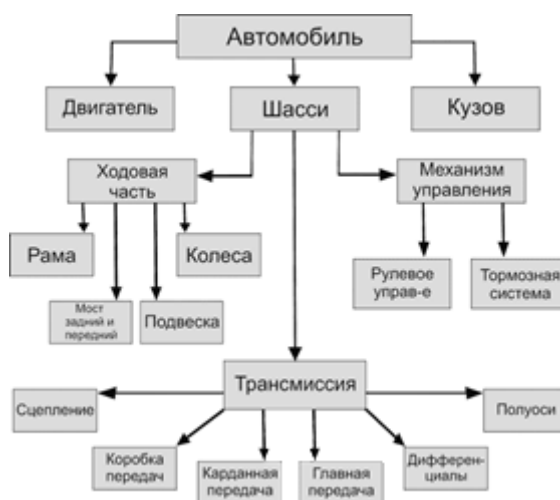 Автомобиль
Двигатель
Шасси
Кузов
Ходовая
часть
Механизм
управления
Рама
Колеса
Мост
задний и
передний
Подвеска
Рулевое
управ-е
Тормозная
система
Трансмиссия
Сцепление
Полуоси
Коробка
передач
Карданная
передача
Главная
передача
Дифферен-
циалы